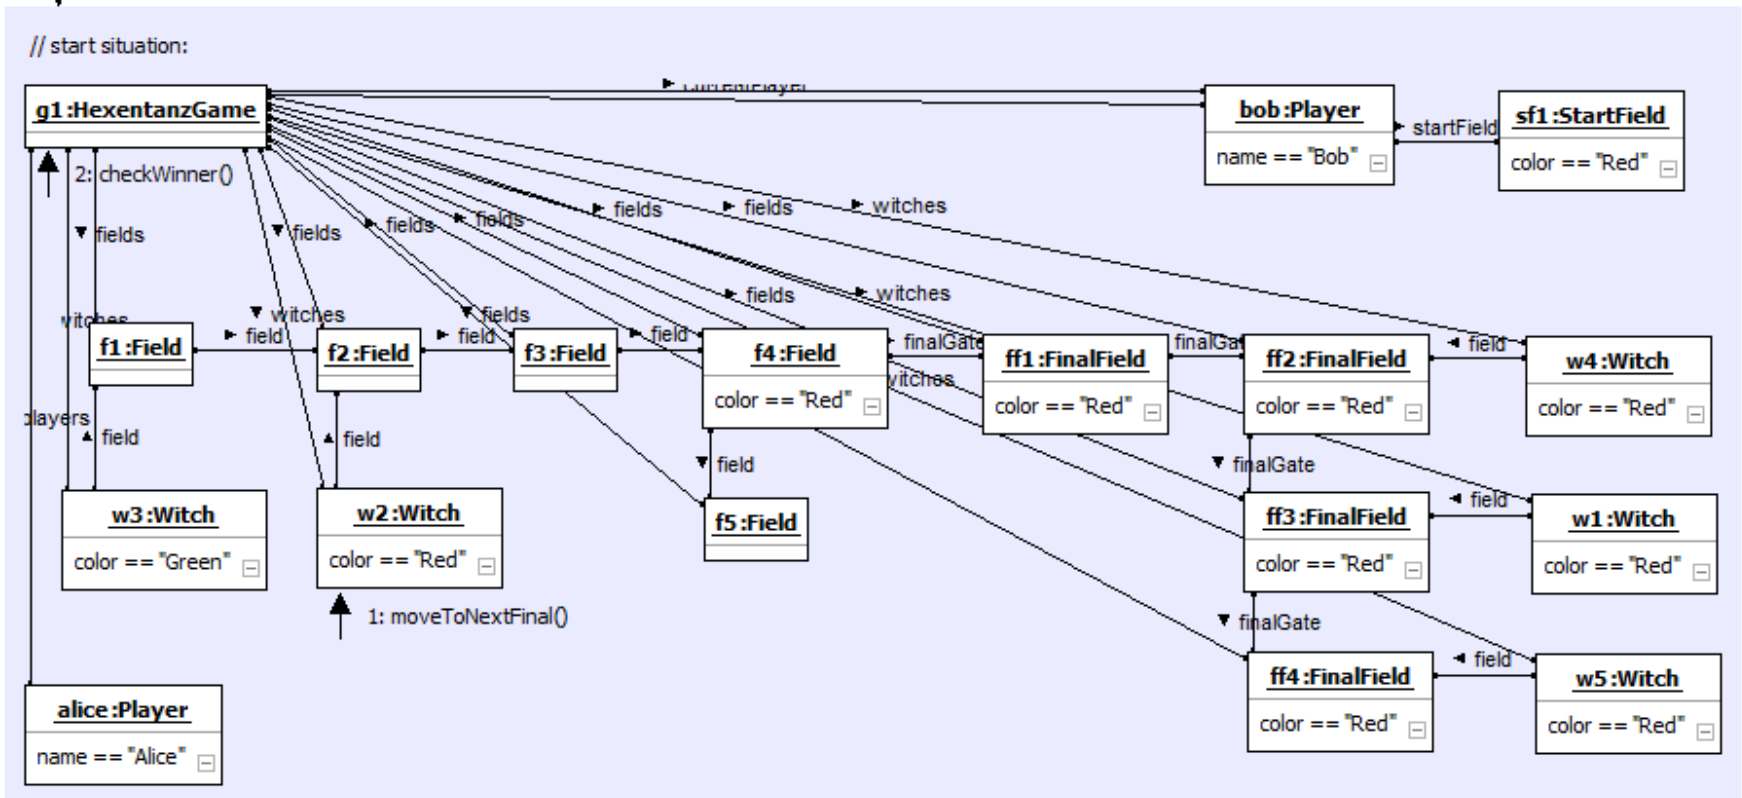 // start situation:
g1:HexentanzGame
currentPlayer
bob:Player
name == "Bob"
startField
sf1:StartField
color == "Red"
2: checkWinner()
fields
fields
fields
fields
fields
fields
witches
witches
fields
fields
witches
f1:Field
field
f2:Field
field
f3:Field
field
f4:Field
color == "Red"
finalGate
ff1:FinalField
color == "Red"
ff2:FinalField
color == "Red"
field
w4:Witch
color == "Red"
players
field
field
field
finalGate
w3:Witch
color == "Green"
w2:Witch
color == "Red"
f5:Field
ff3:FinalField
color == "Red"
field
w1:Witch
color == "Red"
1: moveToNextFinal()
finalGate
ff4:FinalField
color == "Red"
field
w5:Witch
color == "Red"
alice:Player
name == "Alice"